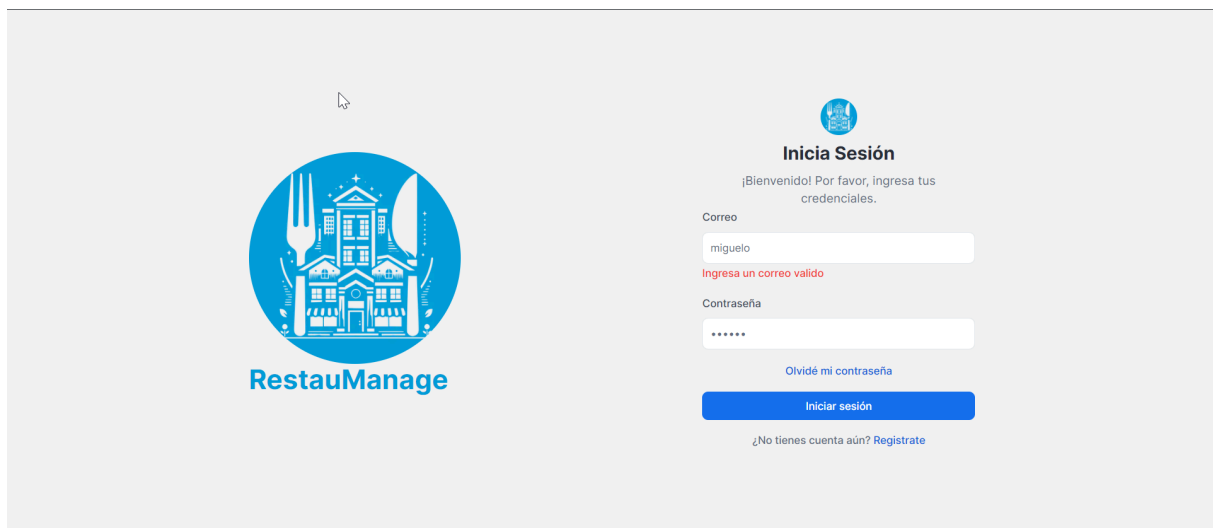 RestauManage
Inicia Sesión
¡Bienvenido! Por favor, ingresa tus
credenciales.
Correo
miguelo
Ingresa un correo valido
Contraseña
••••••
Olvidé mi contraseña
Iniciar sesión
¿No tienes cuenta aún? Registrate